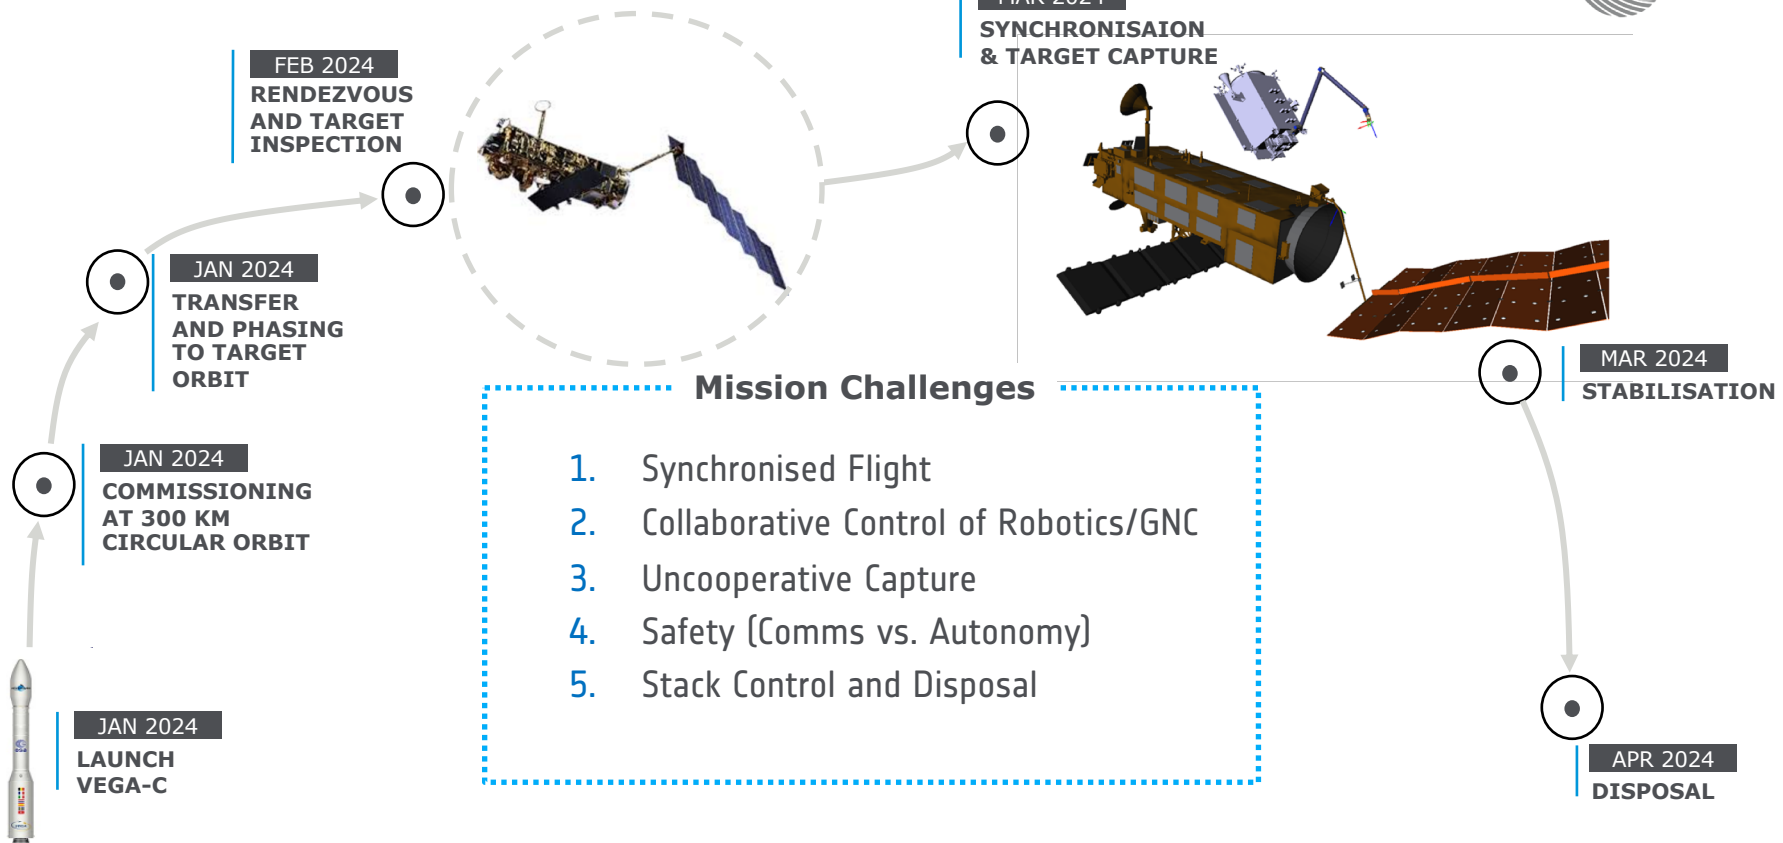 MAR 2024
SYNCHRONISAION
& TARGET CAPTURE
FEB 2024
RENDEZVOUS
AND TARGET
INSPECTION
JAN 2024
TRANSFER
AND PHASING
TO TARGET
ORBIT
MAR 2024
STABILISATION
Mission Challenges
1. Synchronised Flight
2. Collaborative Control of Robotics/GNC
3. Uncooperative Capture
4. Safety (Comms vs. Autonomy)
5. Stack Control and Disposal
JAN 2024
COMMISSIONING
AT 300 KM
CIRCULAR ORBIT
JAN 2024
LAUNCH
VEGA-C
APR 2024
DISPOSAL